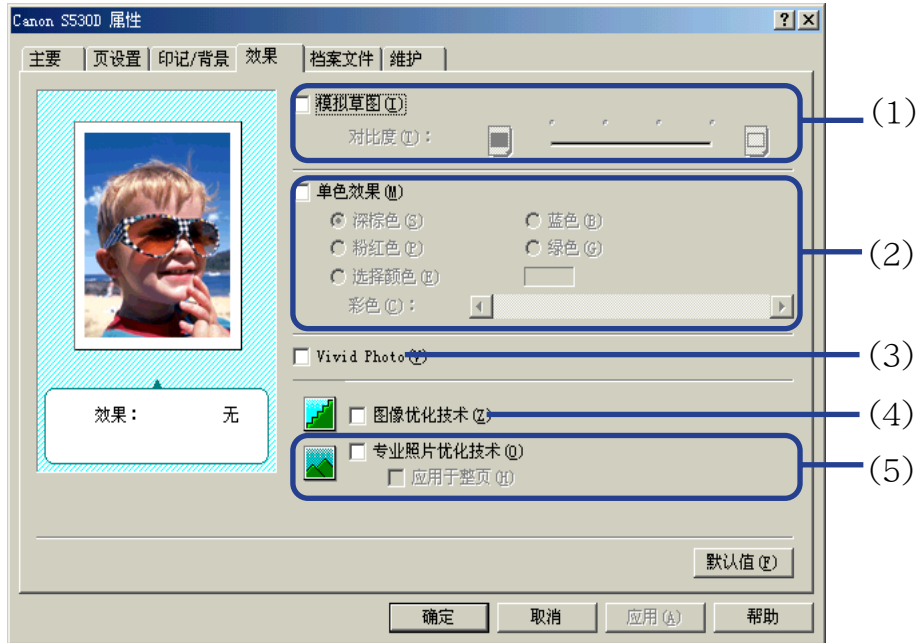 Canon S530D 属性
主要 页设置 印记/背景 效果 档案文件 维护
模拟草图(I)
对比度(T)：
(1)
单色效果(M)
深棕色(S) 蓝色(B)
粉红色(P) 绿色(G)
(2)
选择颜色(E)
彩色(C)：
Vivid Photo(V)
(3)
效果： 无
图像优化技术(Z)
(4)
专业照片优化技术(O)
应用于整页(H)
(5)
默认值(F)
确定 取消 应用(A) 帮助